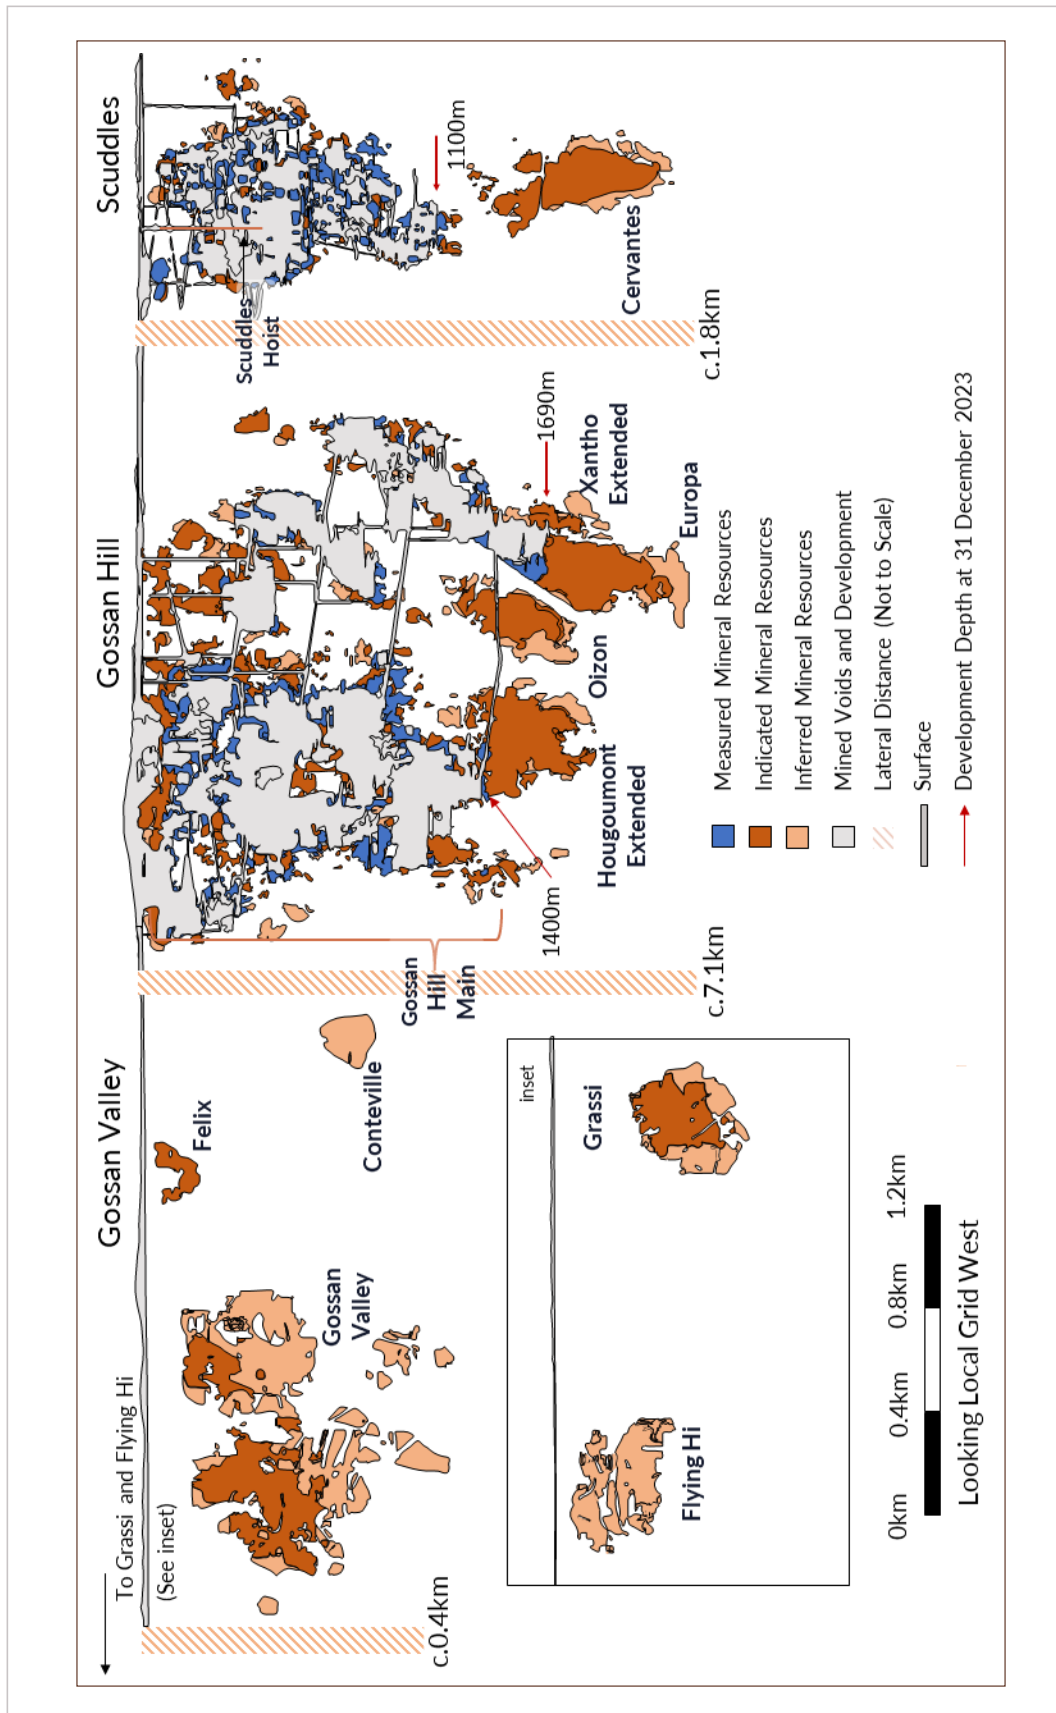 To Grassi and Flying Hi
(See inset)
Gossan Valley
Gossan Hill
Scuddles
Felix
Gossan
Valley
Conteville
c.0.4km
Gossan
Hill
Main
c.7.1km
1400m
Hougoumont
Extended
Oizon
Europa
Xantho
Extended
1690m
Scuddles
Hoist
c.1.8km
Cervantes
1100m
inset
Flying Hi
Grassi
0km
0.4km
0.8km
1.2km
Looking Local Grid West
Measured Mineral Resources
Indicated Mineral Resources
Inferred Mineral Resources
Mined Voids and Development
Lateral Distance (Not to Scale)
Surface
Development Depth at 31 December 2023